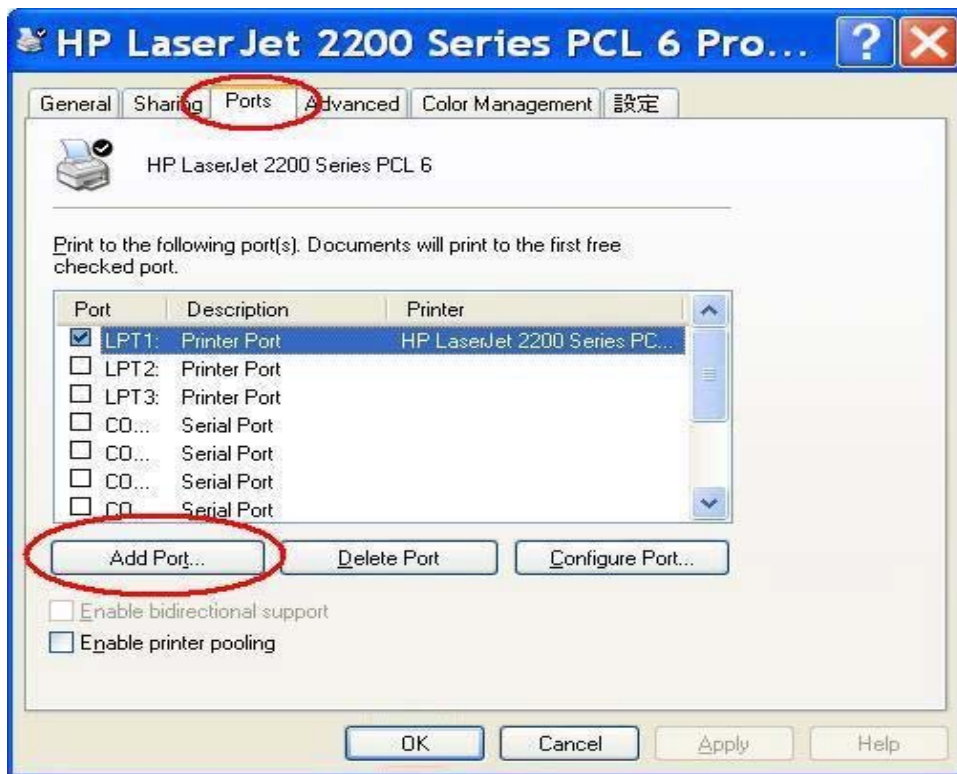 HP LaserJet 2200 Series PCL 6 Pro...
General Sharing Ports Advanced Color Management 設定
HP LaserJet 2200 Series PCL 6
Print to the following port(s). Documents will print to the first free
checked port.
Port Description Printer
LPT1: Printer Port HP LaserJet 2200 Series PC...
LPT2: Printer Port
LPT3: Printer Port
CO... Serial Port
CO... Serial Port
CO... Serial Port
CO... Serial Port
Add Port... Delete Port Configure Port...
Enable bidirectional support
Enable printer pooling
OK Cancel Apply Help